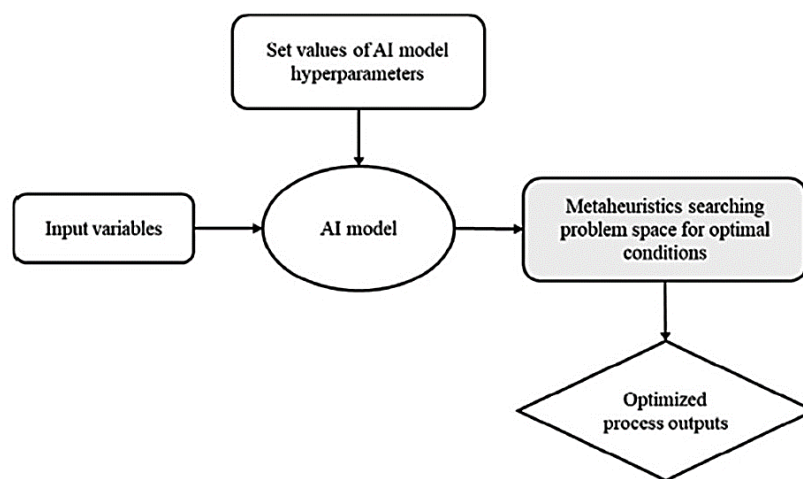 Set values of AI model
hyperparameters
Input variables
AI model
Metaheuristics searching
problem space for optimal
conditions
Optimized
process outputs